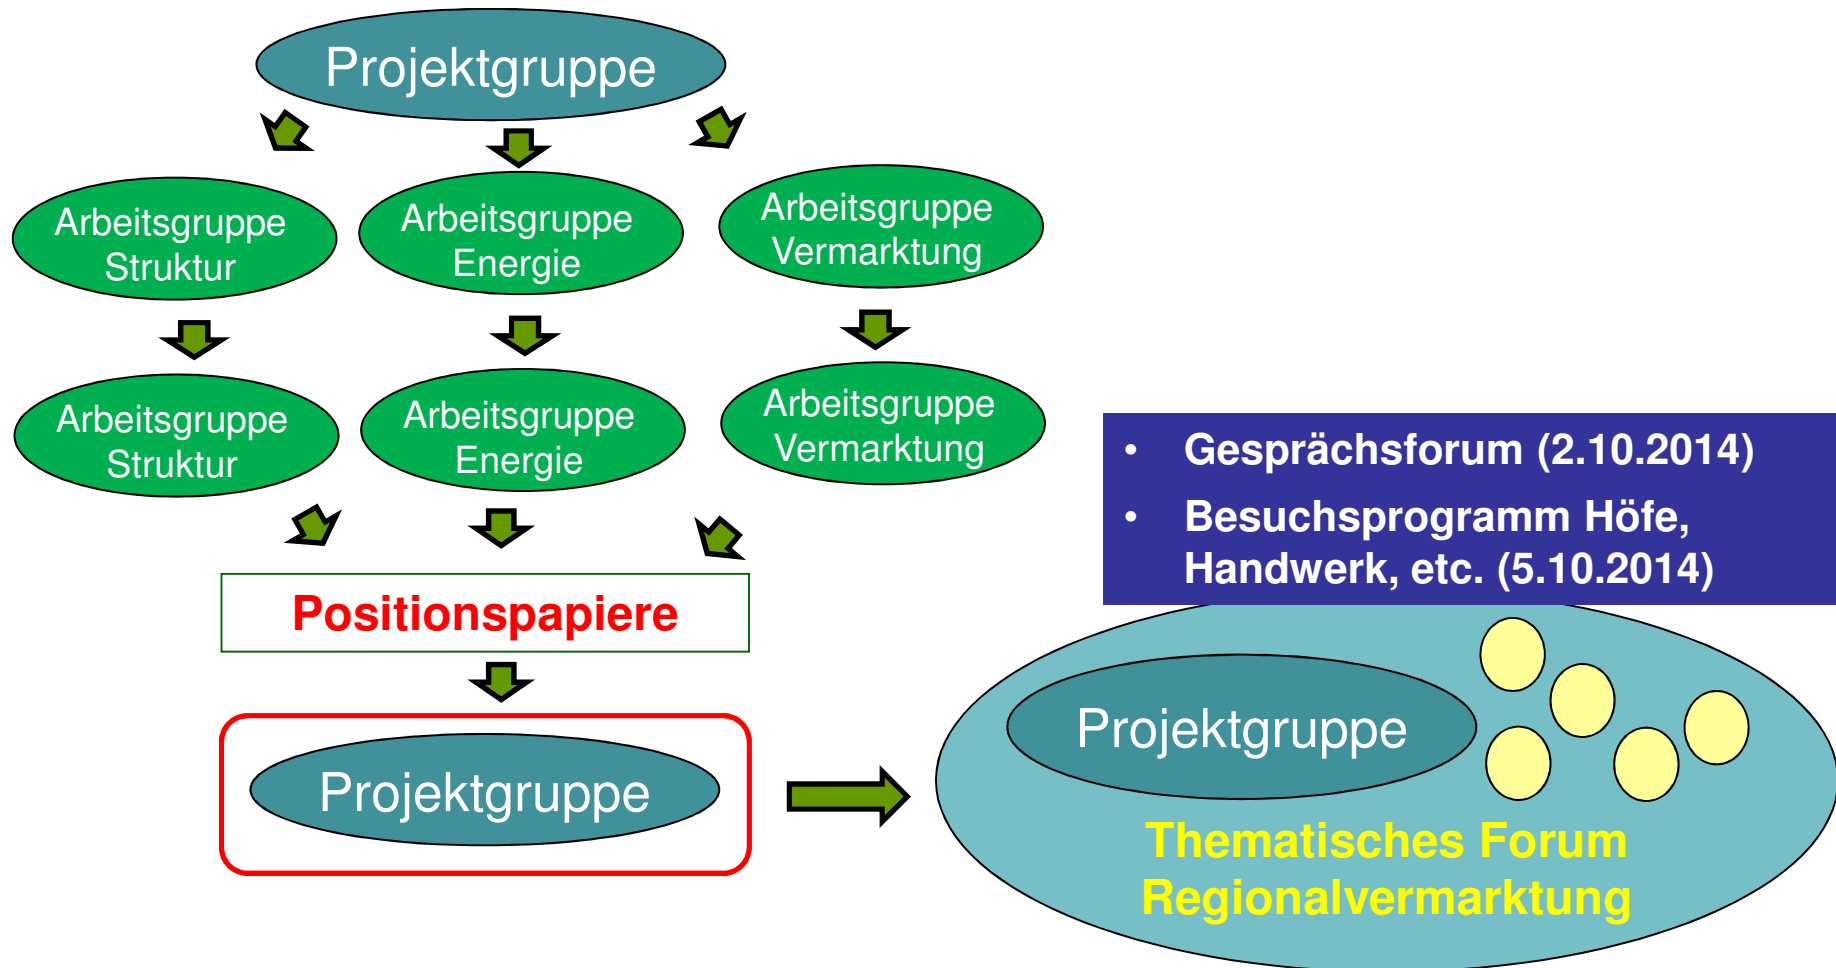 Projektgruppe
Arbeitsgruppe
Struktur
Arbeitsgruppe
Energie
Arbeitsgruppe
Vermarktung
Arbeitsgruppe
Struktur
Arbeitsgruppe
Energie
Arbeitsgruppe
Vermarktung
Positionspapiere
Projektgruppe
• Gesprächsforum (2.10.2014)
• Besuchsprogramm Höfe,
Handwerk, etc. (5.10.2014)
Projektgruppe
Thematisches Forum
Regionalvermarktung